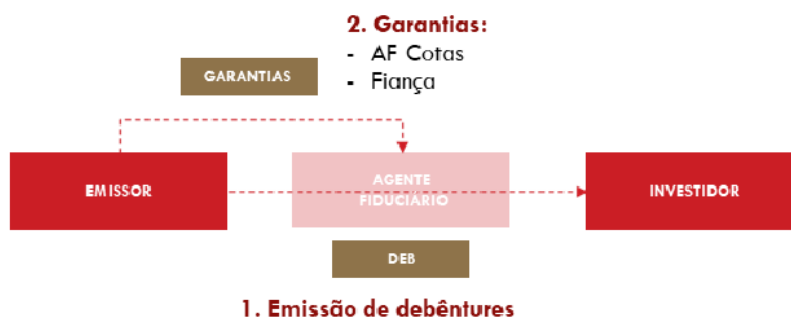 2. Garantias:
- AF Cotas
- Fiança
GARANTIAS
EMISSOR
AGENTE
FIDUCIÁRIO
INVESTIDOR
DEB
1. Emissão de debêntures